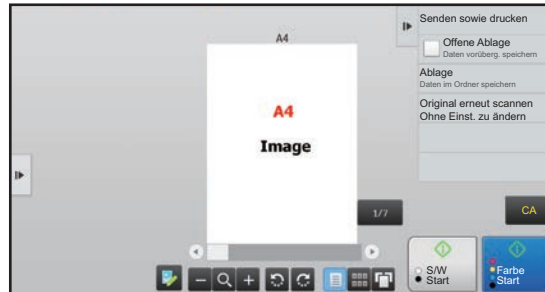 A4
A4
Image
1/7
Senden sowie drucken
Offene Ablage
Daten vorüberg. speichern
Ablage
Daten im Ordner speichern
Original erneut scannen
Ohne Einst. zu ändern
CA
S/W
Start
Farbe
Start